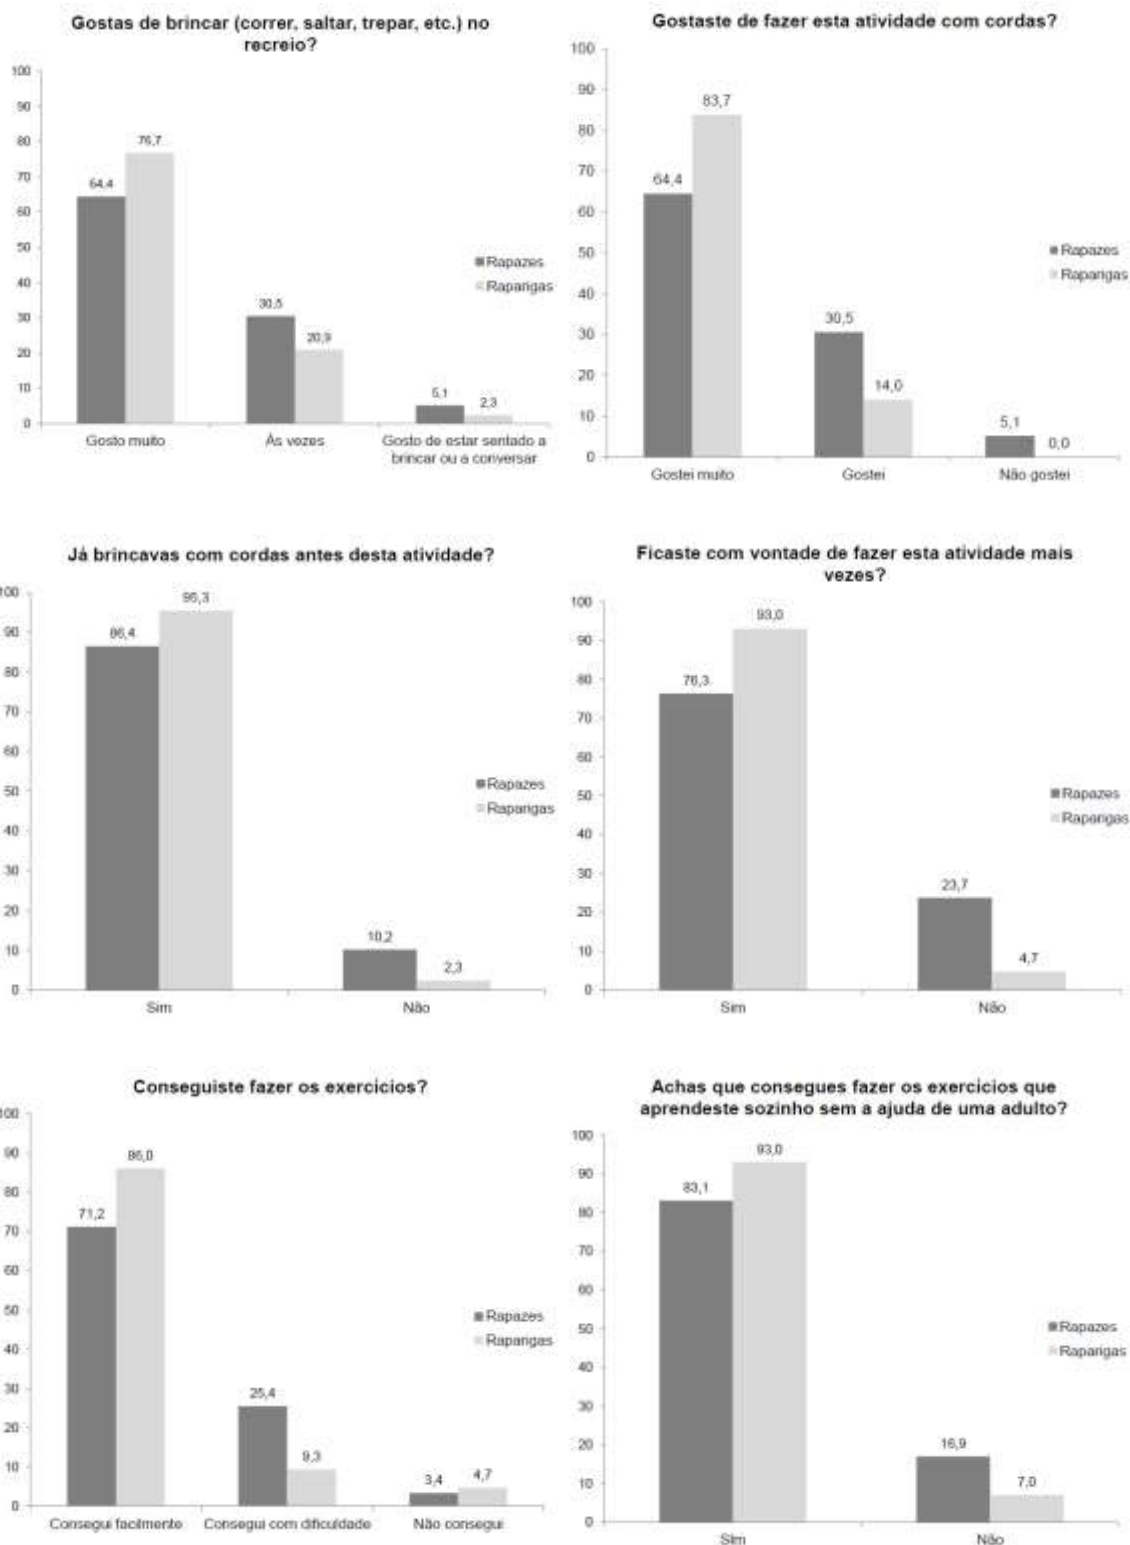 Gostas de brincar (correr, saltar, trepar, etc.) no
recreio?
100
90
80
70
60
50
40
30
20
10
0
64,4
76,7
30,5
20,9
5,1
2,3
Gosto muito
Às vezes
Gosto de estar sentado a
brincar ou a conversar
Rapazes
Raparigas
Gostaste de fazer esta atividade com cordas?
100
90
80
70
60
50
40
30
20
10
0
64,4
83,7
30,5
14,0
5,1
0,0
Gostei muito
Gostei
Não gostei
Rapazes
Raparigas
Já brincavas com cordas antes desta atividade?
100
90
80
70
60
50
40
30
20
10
0
86,4
95,3
10,2
2,3
Sim
Não
Rapazes
Raparigas
Ficaste com vontade de fazer esta atividade mais
vezes?
100
90
80
70
60
50
40
30
20
10
0
76,3
93,0
23,7
4,7
Sim
Não
Rapazes
Raparigas
Conseguiste fazer os exercícios?
100
90
80
70
60
50
40
30
20
10
0
71,2
86,0
25,4
9,3
3,4
4,7
Consegui facilmente
Consegui com dificuldade
Não consegui
Rapazes
Raparigas
Achas que consegues fazer os exercícios que
aprendeste sozinho sem a ajuda de uma adulto?
100
90
80
70
60
50
40
30
20
10
0
83,1
93,0
16,9
7,0
Sim
Não
Rapazes
Raparigas